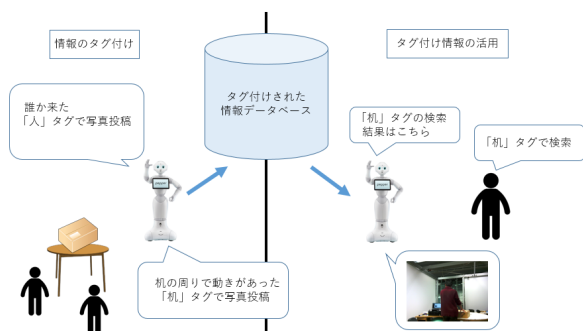 情報のタグ付け
タグ付け情報の活用
タグ付けされた
情報データベース
誰か来た
「人」タグで写真投稿
「机」タグの検索
結果はこちら
「机」タグで検索
机の周りで動きがあった
「机」タグで写真投稿